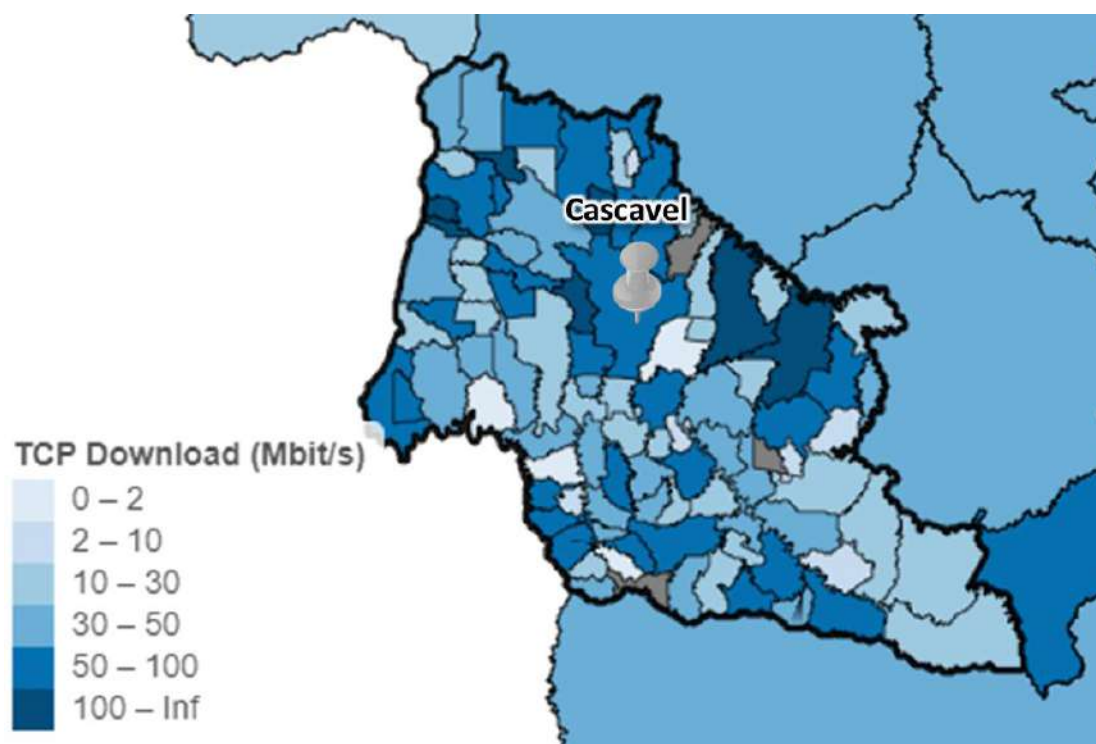 Cascavel
TCP Download (Mbit/s)
0 – 2
2 – 10
10 – 30
30 – 50
50 – 100
100 – Inf